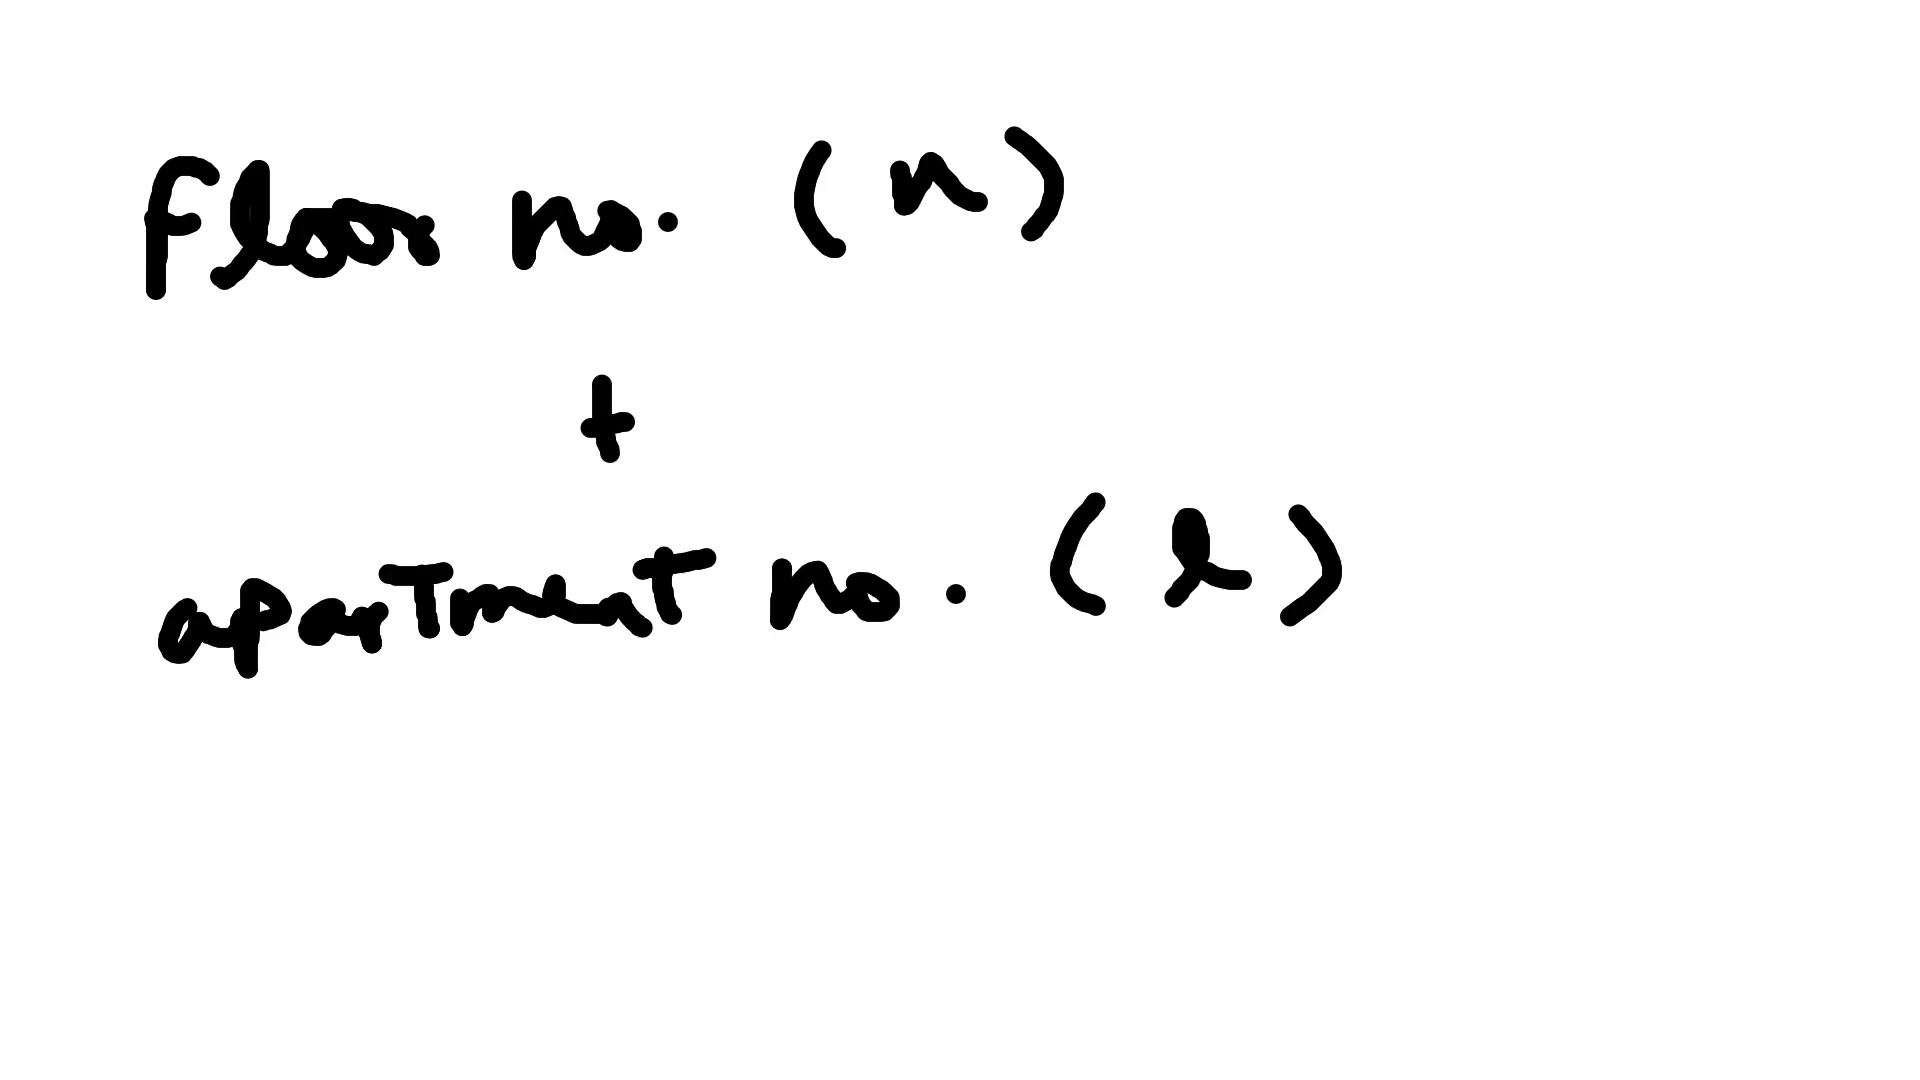 floor no. (n)
+
apartment no. (l)